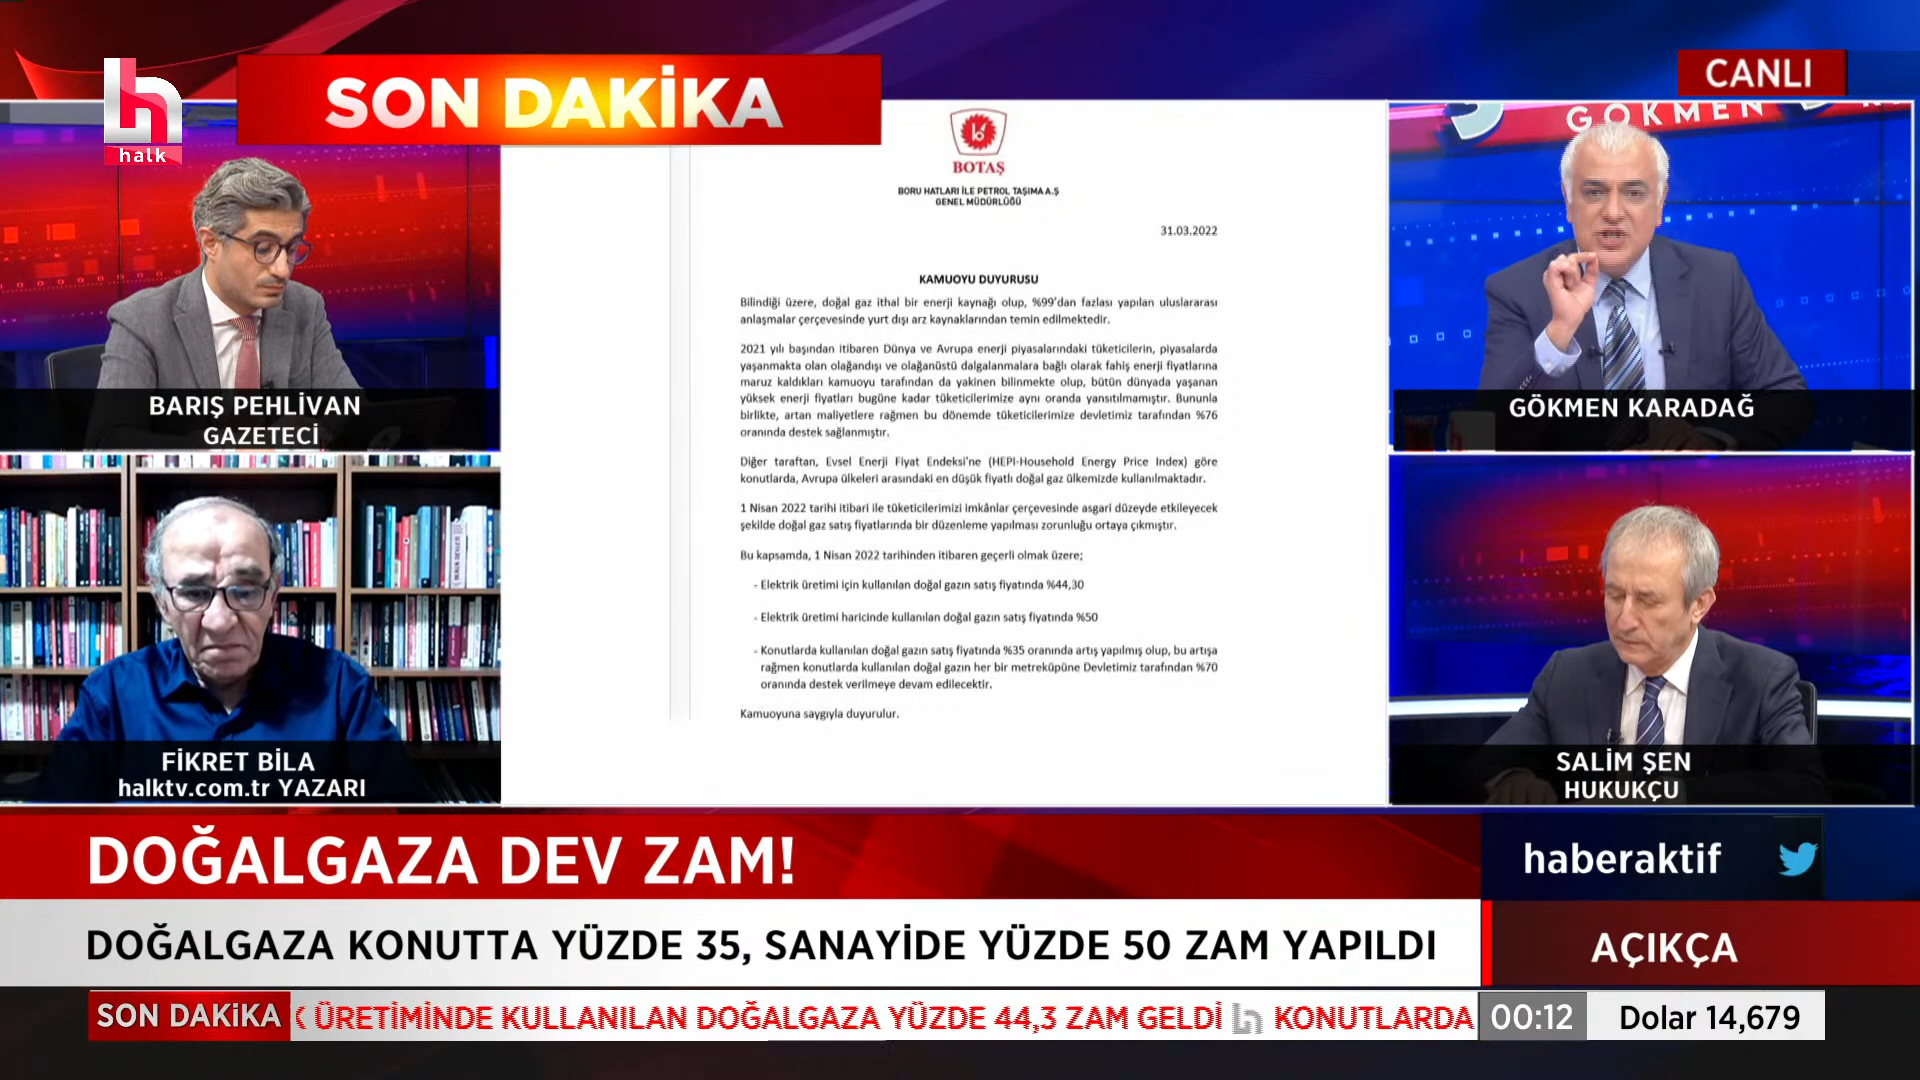 SON DAKİKA
CANLI
halk
GÖKMEN
BOTAŞ
BORU HATLARI İLE PETROL TAŞIMA A.Ş
GENEL MÜDÜRLÜĞÜ
31.03.2022
KAMUOYU DUYURUSU
Bilindiği üzere, doğal gaz ithal bir enerji kaynağı olup, %99'dan fazlası yapılan uluslararası
anlaşmalar çerçevesinde yurt dışı arz kaynaklarından temin edilmektedir.
2021 yılı başından itibaren Dünya ve Avrupa enerji piyasalarındaki tüketicilerin, piyasalarda
yaşanmakta olan olağandışı ve olağanüstü dalgalanmalara bağlı olarak fahiş enerji fiyatlarına
maruz kaldıkları kamuoyu tarafından da yakinen bilinmekte olup, bütün dünyada yaşanan
yüksek enerji fiyatları bugüne kadar tüketicilerimize aynı oranda yansıtılmamıştır. Bununla
birlikte, artan maliyetlere rağmen bu dönemde tüketicilerimize devletimiz tarafından %76
oranında destek sağlanmıştır.
Diğer taraftan, Evsel Enerji Fiyat Endeksi'ne (HEPI-Household Energy Price Index) göre
konutlarda, Avrupa ülkeleri arasındaki en düşük fiyatlı doğal gaz ülkemizde kullanılmaktadır.
1 Nisan 2022 tarihi itibari ile tüketicilerimizi imkânlar çerçevesinde asgari düzeyde etkileyecek
şekilde doğal gaz satış fiyatlarında bir düzenleme yapılması zorunluğu ortaya çıkmıştır.
Bu kapsamda, 1 Nisan 2022 tarihinden itibaren geçerli olmak üzere;
- Elektrik üretimi için kullanılan doğal gazın satış fiyatında %44,30
- Elektrik üretimi haricinde kullanılan doğal gazın satış fiyatında %50
- Konutlarda kullanılan doğal gazın satış fiyatında %35 oranında artış yapılmış olup, bu artışa
rağmen konutlarda kullanılan doğal gazın her bir metreküpüne Devletimiz tarafından %70
oranında destek verilmeye devam edilecektir.
Kamuoyuna saygıyla duyurulur.
BARIŞ PEHLİVAN
GAZETECİ
GÖKMEN KARADAĞ
FİKRET BİLA
halktv.com.tr YAZARI
SALİM ŞEN
HUKUKÇU
DOĞALGAZA DEV ZAM!
haberaktif
DOĞALGAZA KONUTTA YÜZDE 35, SANAYİDE YÜZDE 50 ZAM YAPILDI
AÇIKÇA
SON DAKİKA K ÜRETİMİNDE KULLANILAN DOĞALGAZA YÜZDE 44,3 ZAM GELDİ h KONUTLARDA 00:12 Dolar 14,679